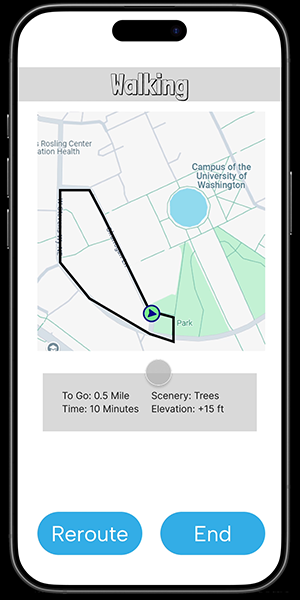 Walking
s Rosling Center
ation Health
Campus of the
University of
Washington
Park
To Go: 0.5 Mile Scenery: Trees
Time: 10 Minutes Elevation: +15 ft
Reroute End